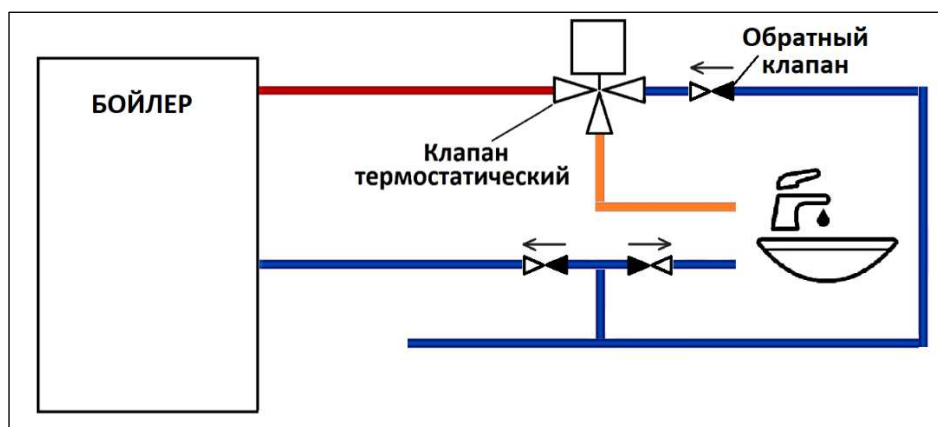 Обратный
клапан
БОЙЛЕР
Клапан
термостатический